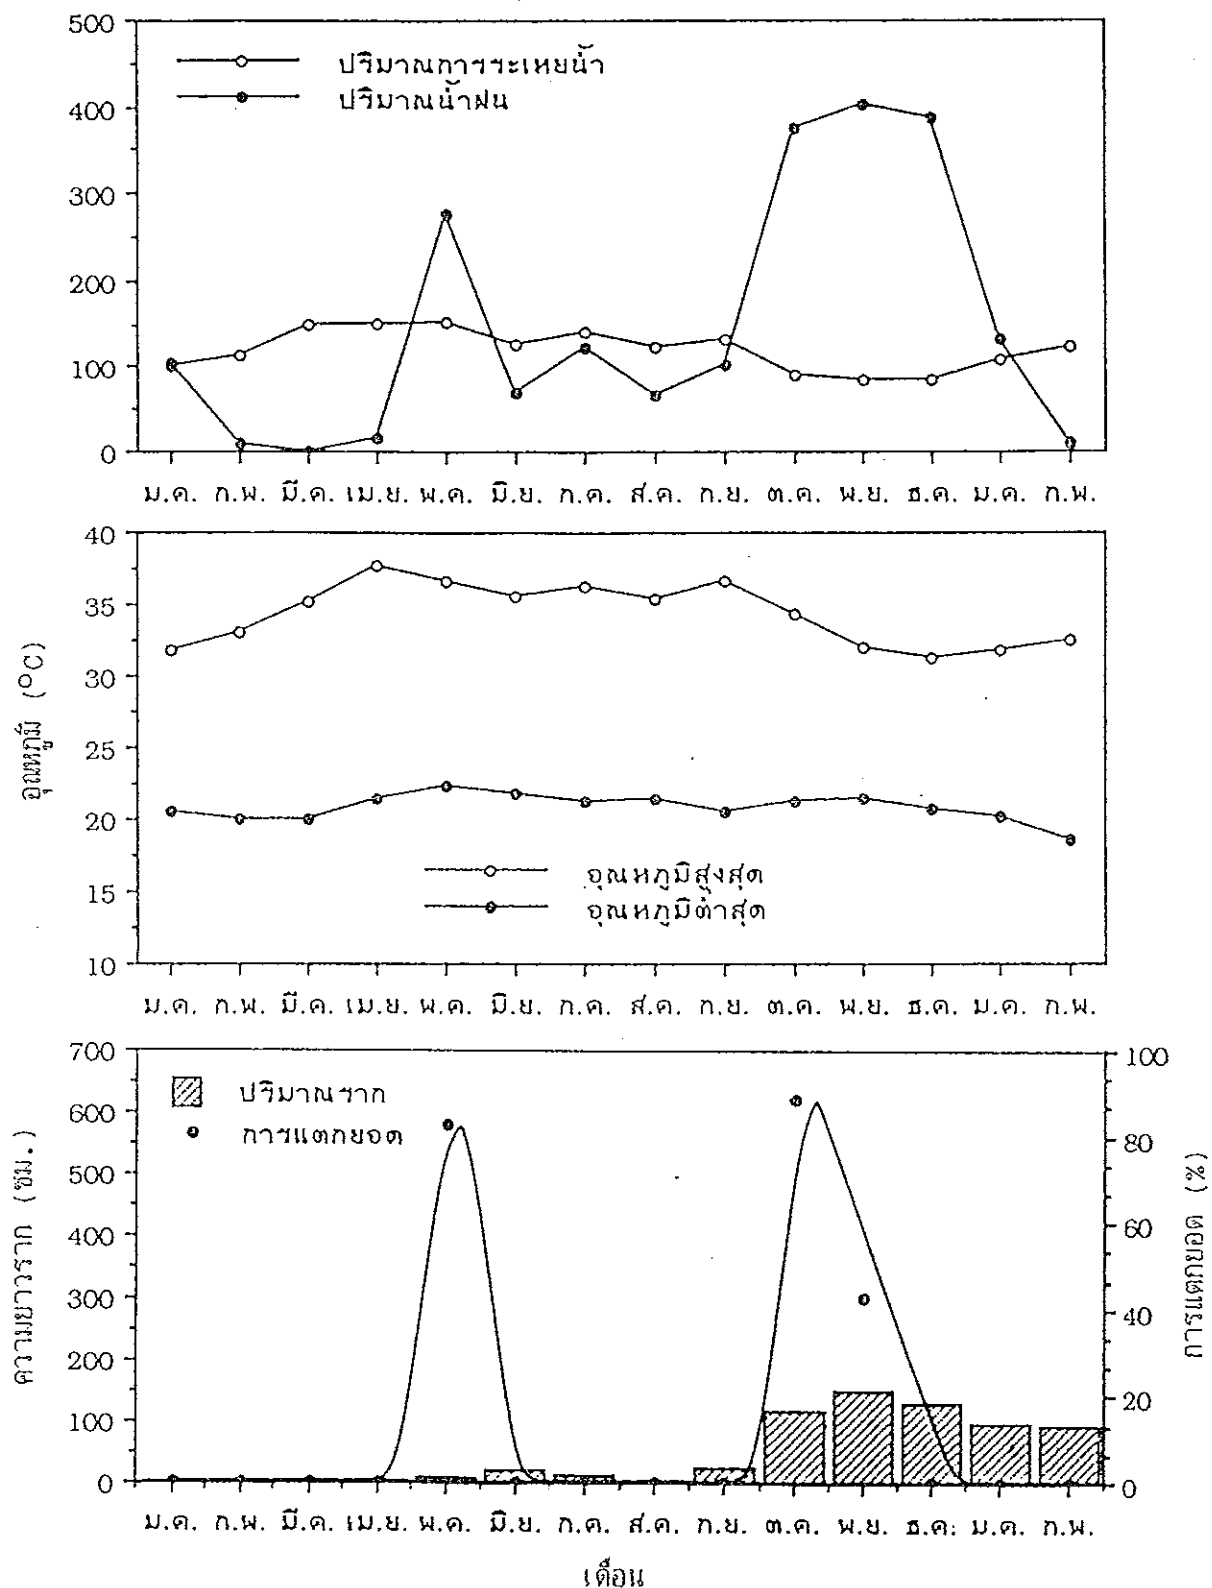 500
ปริมาณการระเหยน้ำ
ปริมาณน้ำฝน
400
300
200
100
0
ม.ค. ก.พ. มี.ค. เม.ย. พ.ค. มิ.ย. ก.ค. ส.ค. ก.ย. ต.ค. พ.ย. ธ.ค. ม.ค. ก.พ.
40
35
30
25
20
15
10
อุณหภูมิ (°C)
อุณหภูมิสูงสุด
อุณหภูมิต่ำสุด
ม.ค. ก.พ. มี.ค. เม.ย. พ.ค. มิ.ย. ก.ค. ส.ค. ก.ย. ต.ค. พ.ย. ธ.ค. ม.ค. ก.พ.
700
600
500
400
300
200
100
0
ความยาวราก (ซม.)
ปริมาณราก
การแตกยอด
100
80
60
40
20
0
การแตกยอด (%)
ม.ค. ก.พ. มี.ค. เม.ย. พ.ค. มิ.ย. ก.ค. ส.ค. ก.ย. ต.ค. พ.ย. ธ.ค. ม.ค. ก.พ.
เดือน